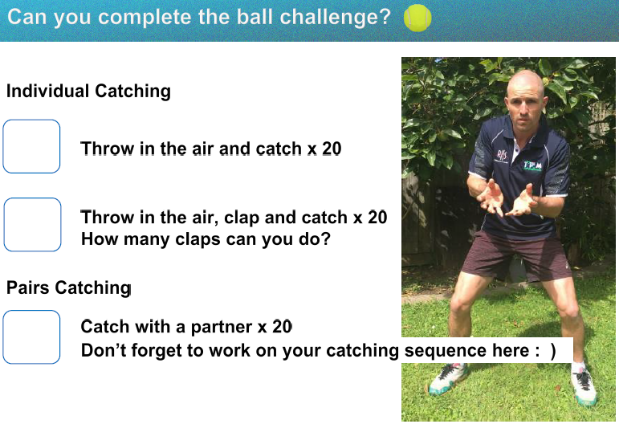 Can you complete the ball challenge?
Individual Catching
Throw in the air and catch x 20
Throw in the air, clap and catch x 20
How many claps can you do?
Pairs Catching
Catch with a partner x 20
Don’t forget to work on your catching sequence here : )